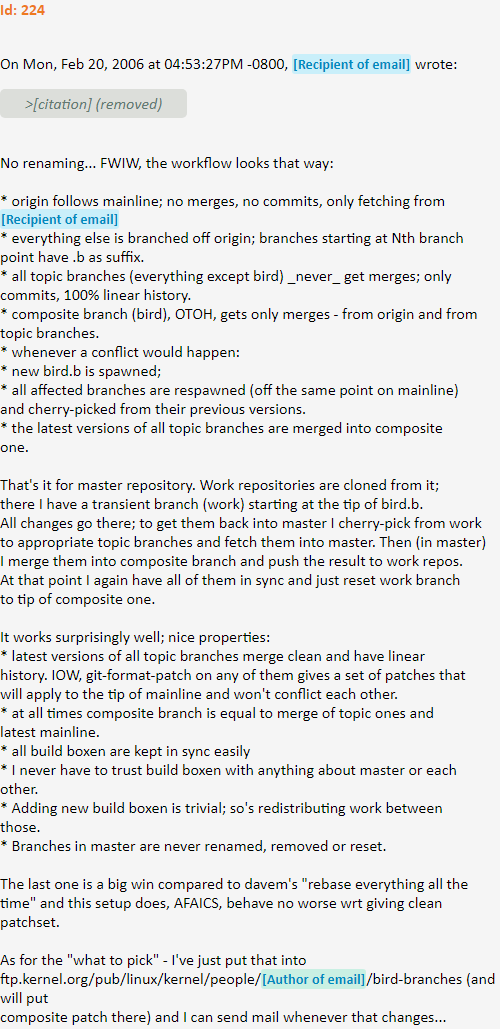 Id: 224
On Mon, Feb 20, 2006 at 04:53:27PM -0800, [Recipient of email] wrote:
>[citation] (removed)
No renaming... FWIW, the workflow looks that way:
* origin follows mainline; no merges, no commits, only fetching from
[Recipient of email]
* everything else is branched off origin; branches starting at Nth branch
point have .b as suffix.
* all topic branches (everything except bird) _never_ get merges; only
commits, 100% linear history.
* composite branch (bird), OTOH, gets only merges - from origin and from
topic branches.
* whenever a conflict would happen:
* new bird.b is spawned;
* all affected branches are respawned (off the same point on mainline)
and cherry-picked from their previous versions.
* the latest versions of all topic branches are merged into composite
one.
That's it for master repository. Work repositories are cloned from it;
there I have a transient branch (work) starting at the tip of bird.b.
All changes go there; to get them back into master I cherry-pick from work
to appropriate topic branches and fetch them into master. Then (in master)
I merge them into composite branch and push the result to work repos.
At that point I again have all of them in sync and just reset work branch
to tip of composite one.
It works surprisingly well; nice properties:
* latest versions of all topic branches merge clean and have linear
history. IOW, git-format-patch on any of them gives a set of patches that
will apply to the tip of mainline and won't conflict each other.
* at all times composite branch is equal to merge of topic ones and
latest mainline.
* all build boxen are kept in sync easily
* I never have to trust build boxen with anything about master or each
other.
* Adding new build boxen is trivial; so's redistributing work between
those.
* Branches in master are never renamed, removed or reset.
The last one is a big win compared to davem's "rebase everything all the
time" and this setup does, AFAICS, behave no worse wrt giving clean
patchset.
As for the "what to pick" - I've just put that into
ftp.kernel.org/pub/linux/kernel/people/[Author of email]/bird-branches (and
will put
composite patch there) and I can send mail whenever that changes...